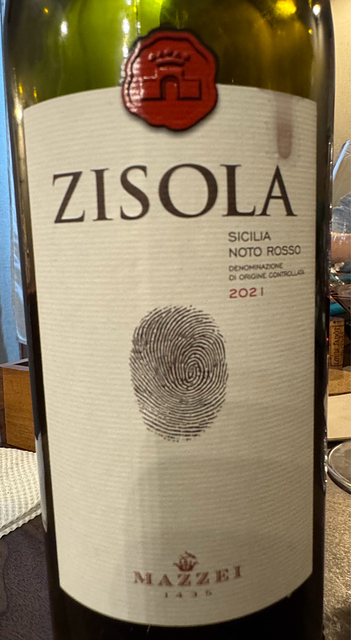 ZISOLA
SICILIA
NOTO ROSSO
DENOMINAZIONE
DI ORIGINE CONTROLLATA
2021
MAZZEI
1435